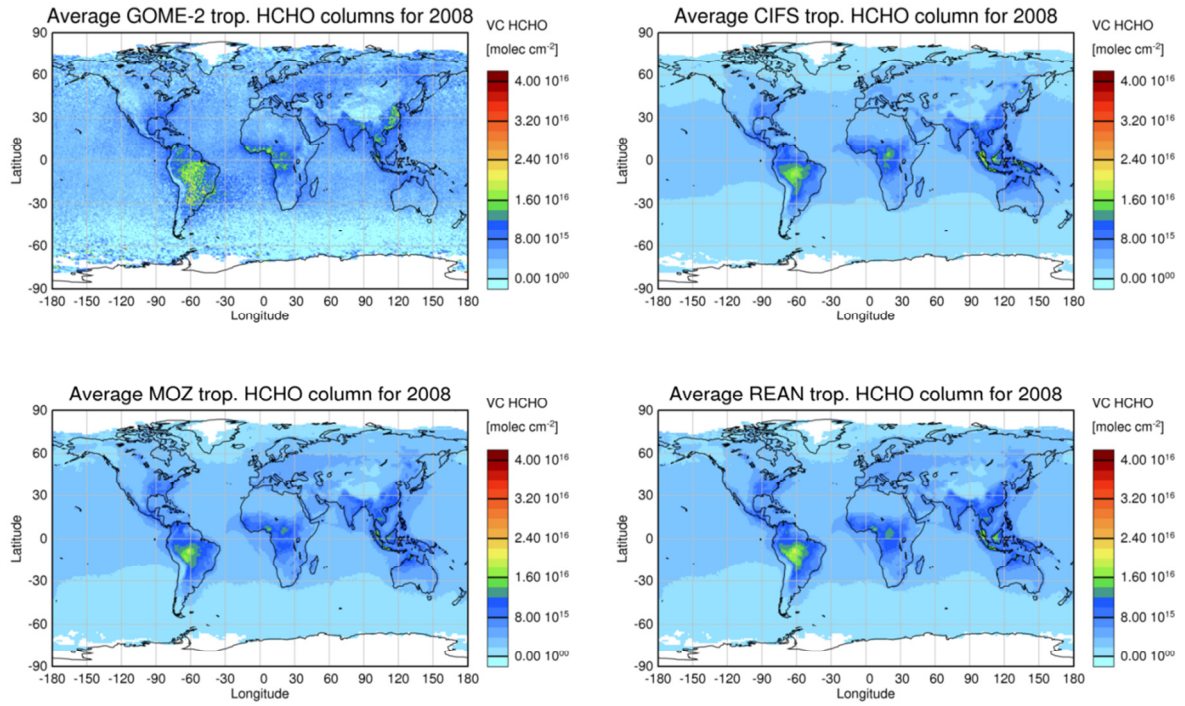 Average GOME-2 trop. HCHO columns for 2008
VC HCHO
[molec cm⁻²]
90
60
30
0
-30
-60
-90
Latitude
-180 -150 -120 -90 -60 -30 0 30 60 90 120 150 180
Longitude
4.00 10¹⁶
3.20 10¹⁶
2.40 10¹⁶
1.60 10¹⁶
8.00 10¹⁵
0.00 10⁰⁰
Average CIFS trop. HCHO column for 2008
VC HCHO
[molec cm⁻²]
90
60
30
0
-30
-60
-90
Latitude
-180 -150 -120 -90 -60 -30 0 30 60 90 120 150 180
Longitude
4.00 10¹⁶
3.20 10¹⁶
2.40 10¹⁶
1.60 10¹⁶
8.00 10¹⁵
0.00 10⁰⁰
Average MOZ trop. HCHO column for 2008
VC HCHO
[molec cm⁻²]
90
60
30
0
-30
-60
-90
Latitude
-180 -150 -120 -90 -60 -30 0 30 60 90 120 150 180
Longitude
4.00 10¹⁶
3.20 10¹⁶
2.40 10¹⁶
1.60 10¹⁶
8.00 10¹⁵
0.00 10⁰⁰
Average REAN trop. HCHO column for 2008
VC HCHO
[molec cm⁻²]
90
60
30
0
-30
-60
-90
Latitude
-180 -150 -120 -90 -60 -30 0 30 60 90 120 150 180
Longitude
4.00 10¹⁶
3.20 10¹⁶
2.40 10¹⁶
1.60 10¹⁶
8.00 10¹⁵
0.00 10⁰⁰